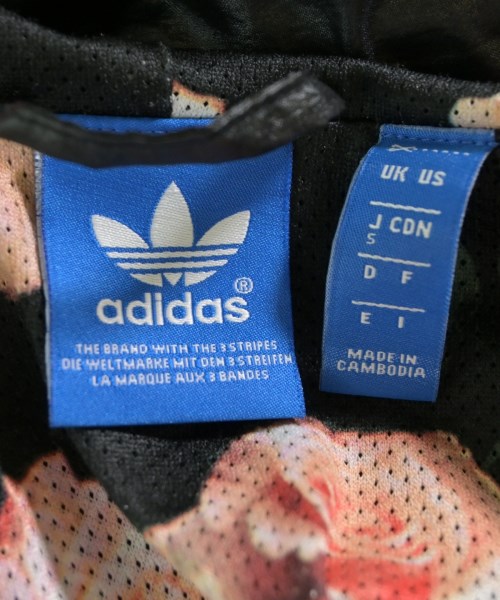 adidas®
THE BRAND WITH THE 3 STRIPES
DIE WELTMARKE MIT DEN 3 STREIFEN
LA MARQUE AUX 3 BANDES
UK US
J CDN
S
D F
E I
MADE IN
CAMBODIA